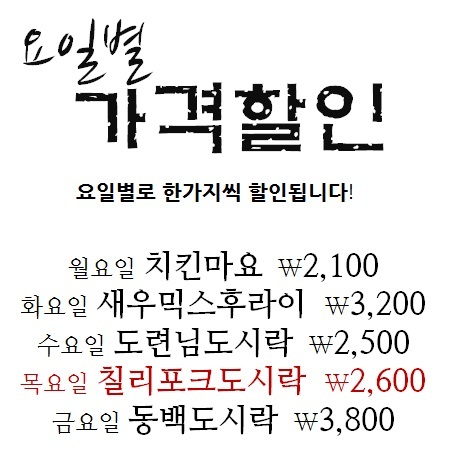 요일별
가격할인
요일별로 한가지씩 할인됩니다!
월요일 치킨마요 ₩2,100
화요일 새우믹스후라이 ₩3,200
수요일 도련님도시락 ₩2,500
목요일 칠리포크도시락 ₩2,600
금요일 동백도시락 ₩3,800